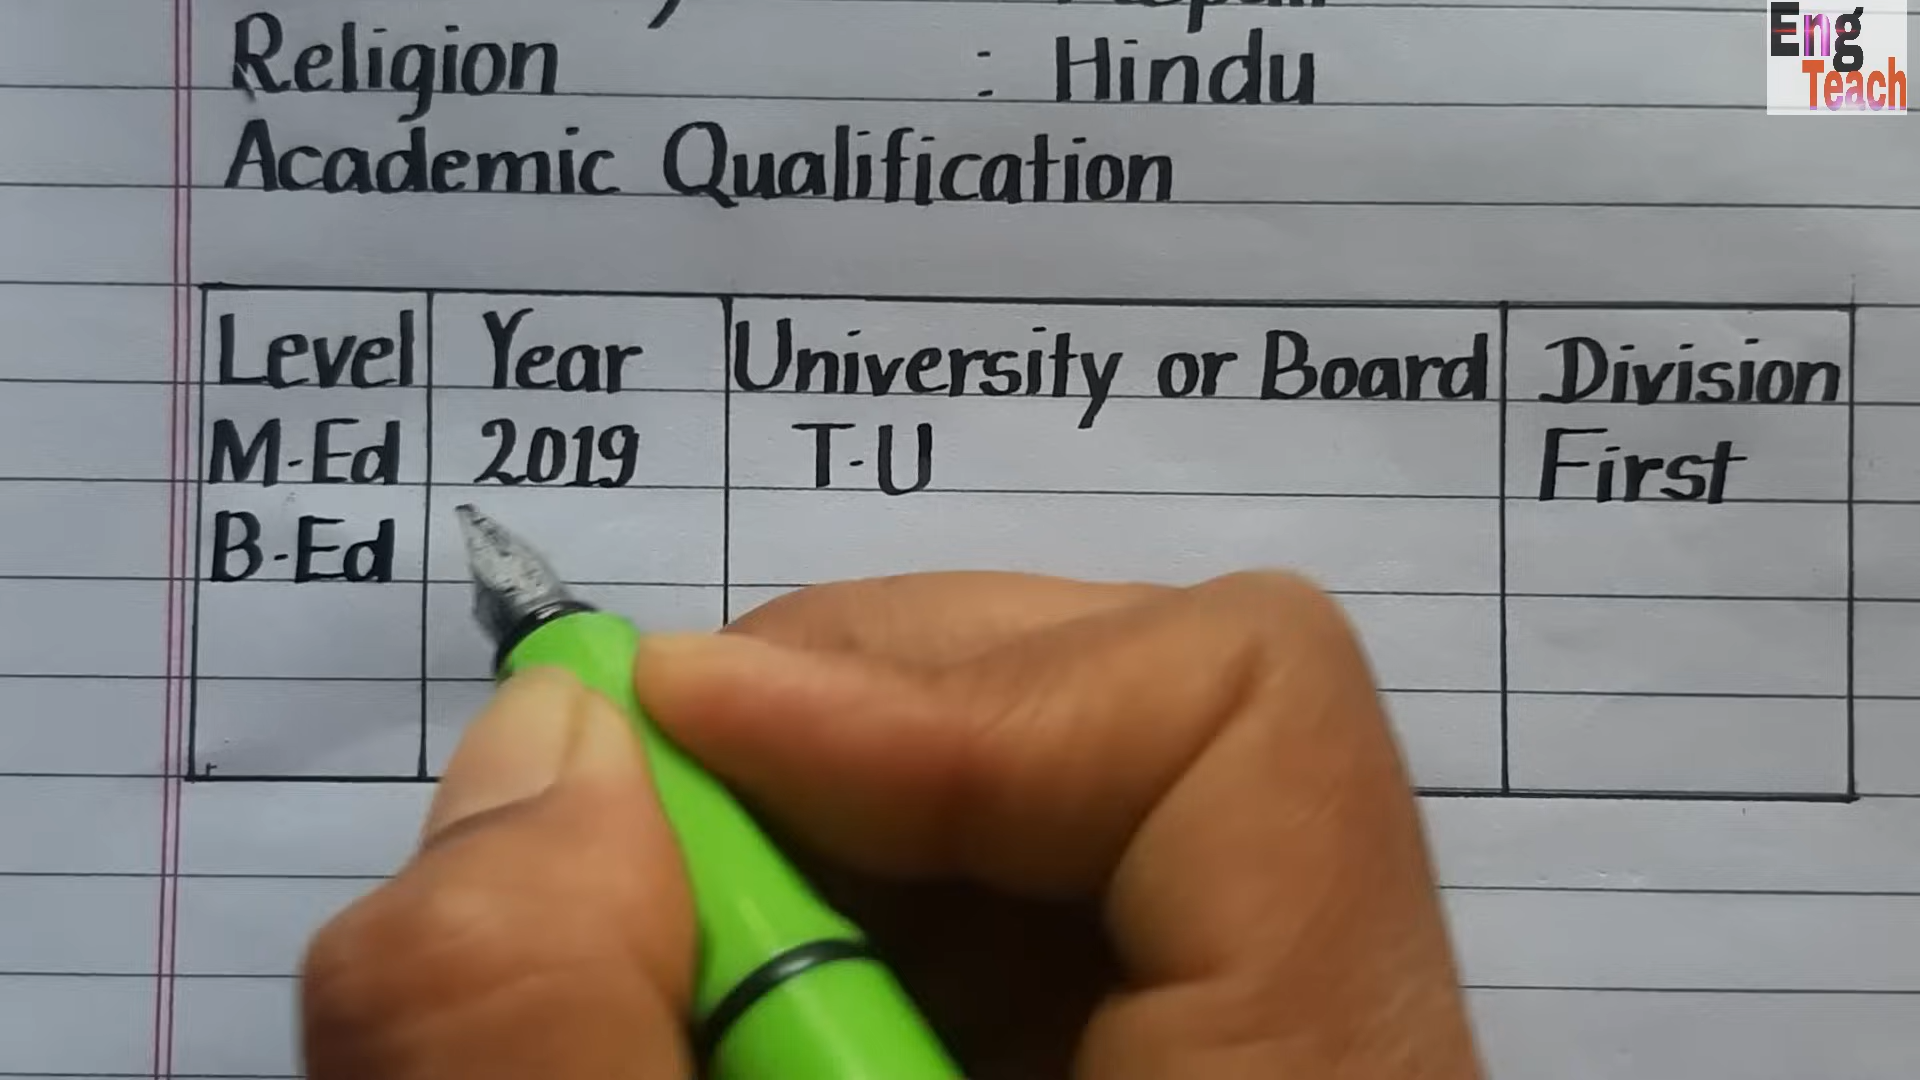 Eng
Teach
Religion : Hindu
Academic Qualification
Level Year University or Board Division
M-Ed 2019 T-U First
B-Ed